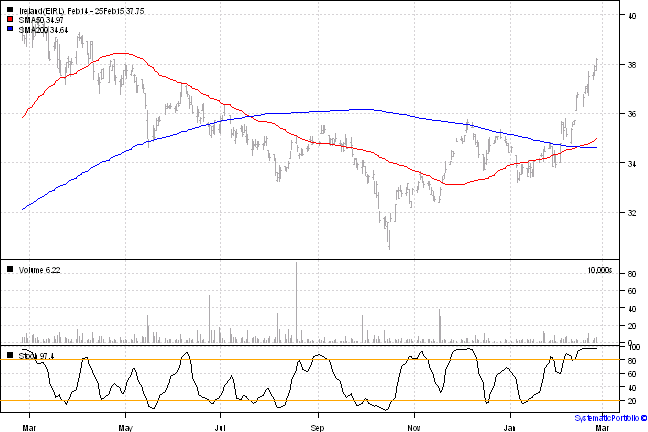 Ireland (EIRL) Feb14 - 25Feb15 37.75
SMA50 34.97
SMA200 34.64
40
38
36
34
32
Volume 6.22
10,000s
80
60
40
20
0
Stock 97.4
100
80
60
40
20
Mar May Jul Sep Nov Jan Mar
SystematicPortfolio ©